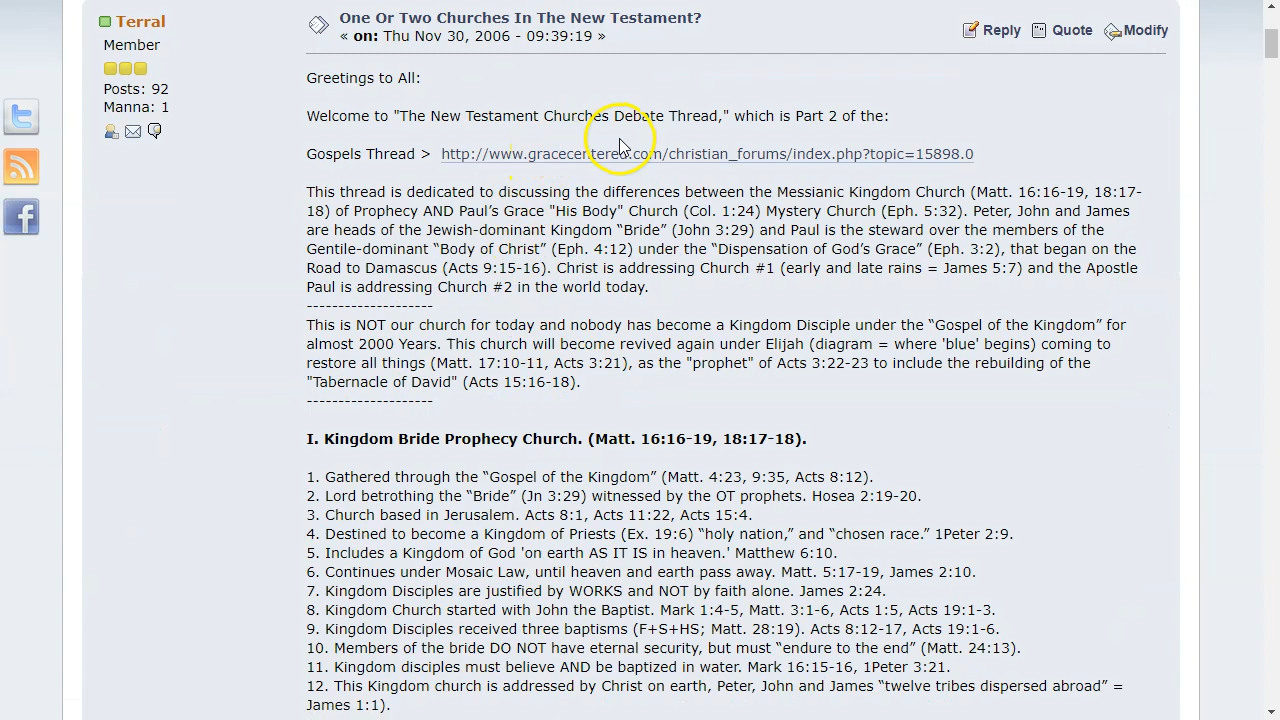 Terral
Member
Posts: 92
Manna: 1
One Or Two Churches In The New Testament?
« on: Thu Nov 30, 2006 - 09:39:19 »
Reply Quote Modify
Greetings to All:
Welcome to "The New Testament Churches Debate Thread," which is Part 2 of the:
Gospels Thread > http://www.gracecentered.com/christian_forums/index.php?topic=15898.0
This thread is dedicated to discussing the differences between the Messianic Kingdom Church (Matt. 16:16-19, 18:17-
18) of Prophecy AND Paul’s Grace "His Body" Church (Col. 1:24) Mystery Church (Eph. 5:32). Peter, John and James
are heads of the Jewish-dominant Kingdom “Bride” (John 3:29) and Paul is the steward over the members of the
Gentile-dominant “Body of Christ” (Eph. 4:12) under the “Dispensation of God’s Grace” (Eph. 3:2), that began on the
Road to Damascus (Acts 9:15-16). Christ is addressing Church #1 (early and late rains = James 5:7) and the Apostle
Paul is addressing Church #2 in the world today.
--------------------
This is NOT our church for today and nobody has become a Kingdom Disciple under the “Gospel of the Kingdom” for
almost 2000 Years. This church will become revived again under Elijah (diagram = where 'blue' begins) coming to
restore all things (Matt. 17:10-11, Acts 3:21), as the "prophet" of Acts 3:22-23 to include the rebuilding of the
"Tabernacle of David" (Acts 15:16-18).
--------------------
I. Kingdom Bride Prophecy Church. (Matt. 16:16-19, 18:17-18).
1. Gathered through the “Gospel of the Kingdom” (Matt. 4:23, 9:35, Acts 8:12).
2. Lord betrothing the “Bride” (Jn 3:29) witnessed by the OT prophets. Hosea 2:19-20.
3. Church based in Jerusalem. Acts 8:1, Acts 11:22, Acts 15:4.
4. Destined to become a Kingdom of Priests (Ex. 19:6) “holy nation,” and “chosen race.” 1Peter 2:9.
5. Includes a Kingdom of God 'on earth AS IT IS in heaven.' Matthew 6:10.
6. Continues under Mosaic Law, until heaven and earth pass away. Matt. 5:17-19, James 2:10.
7. Kingdom Disciples are justified by WORKS and NOT by faith alone. James 2:24.
8. Kingdom Church started with John the Baptist. Mark 1:4-5, Matt. 3:1-6, Acts 1:5, Acts 19:1-3.
9. Kingdom Disciples received three baptisms (F+S+HS; Matt. 28:19). Acts 8:12-17, Acts 19:1-6.
10. Members of the bride DO NOT have eternal security, but must “endure to the end” (Matt. 24:13).
11. Kingdom disciples must believe AND be baptized in water. Mark 16:15-16, 1Peter 3:21.
12. This Kingdom church is addressed by Christ on earth, Peter, John and James “twelve tribes dispersed abroad” =
James 1:1).